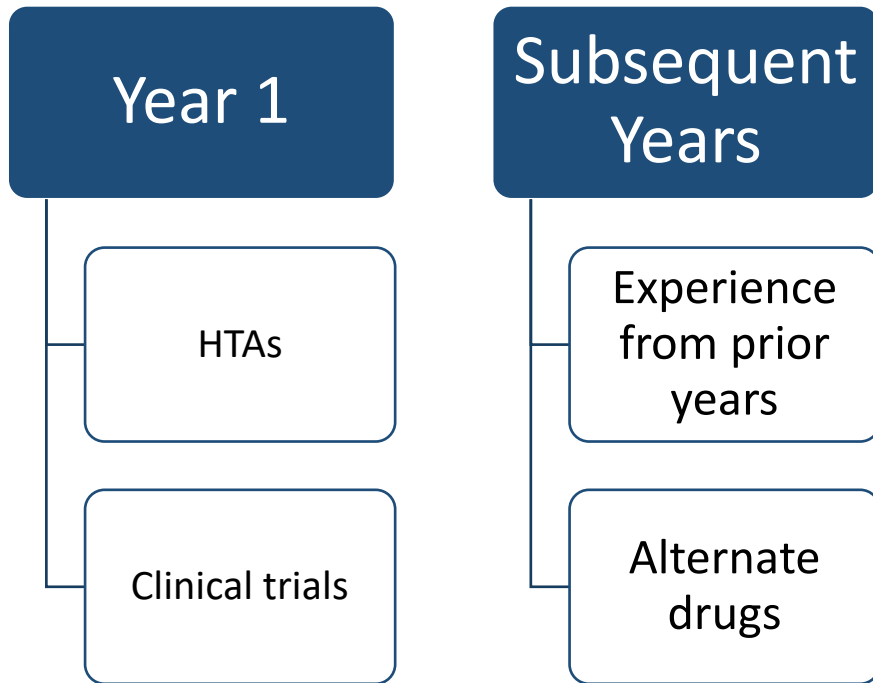 Year 1
HTAs
Clinical trials
Subsequent
Years
Experience
from prior
years
Alternate
drugs